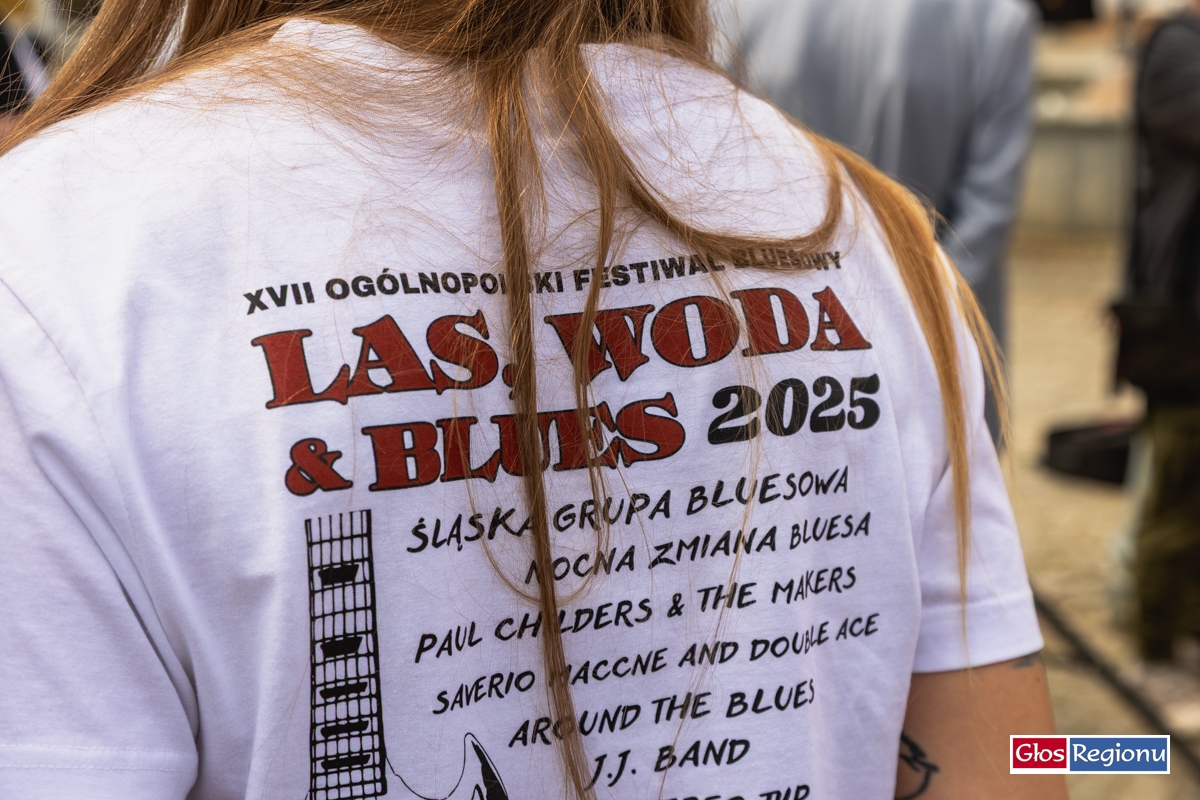 XVII OGÓLNOPOLSKI FESTIWAL BLUESOWY
LAS, WODA
& BLUES 2025
ŚLĄSKA GRUPA BLUESOWA
NOCNA ZMIANA BLUESA
PAUL CHILDERS & THE MAKERS
SAVERIO MACCNE AND DOUBLE ACE
AROUND THE BLUES
J.J. BAND
Głos Regionu